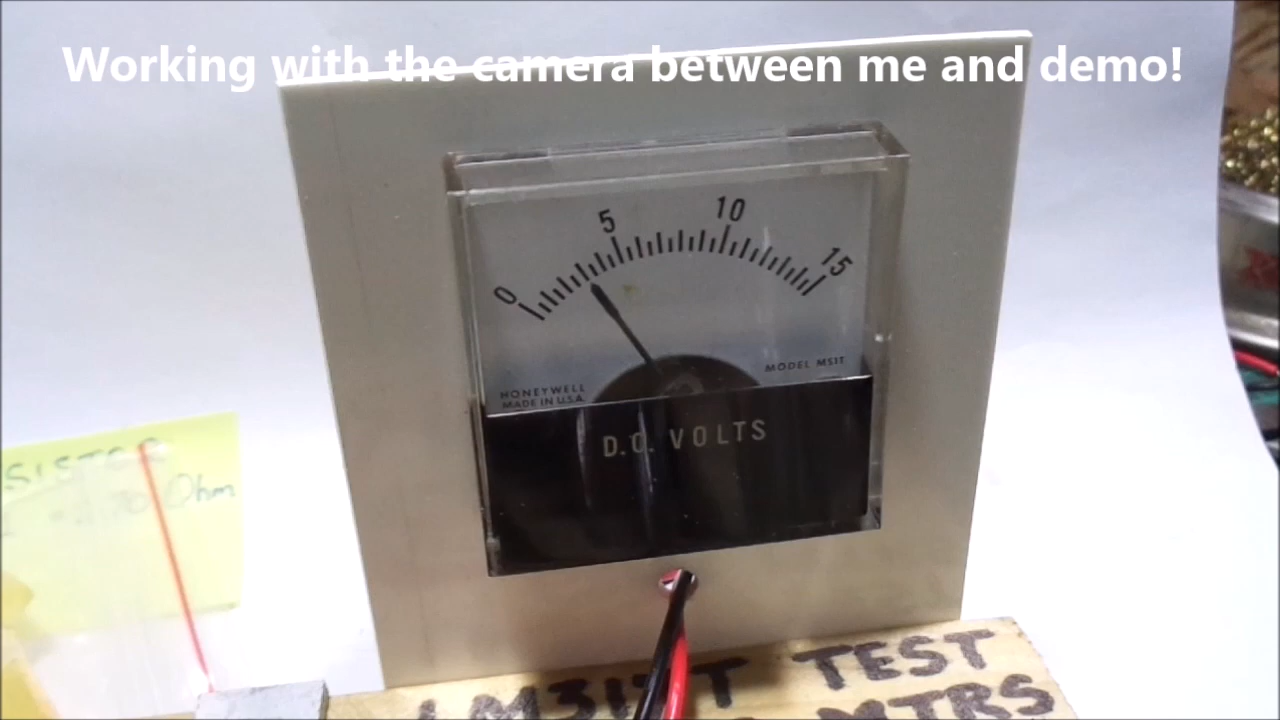 Working with the camera between me and demo!
0 5 10 15
HONEYWELL
MADE IN U.S.A.
MODEL MS1T
D.C. VOLTS
Ohm
TEST
MTRS